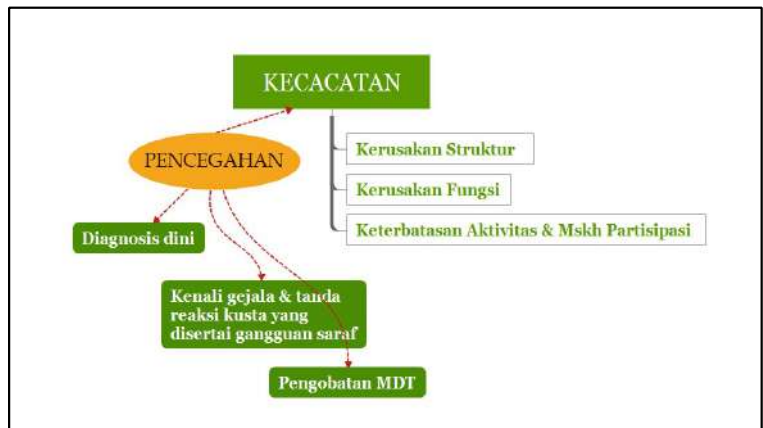 KECACATAN
PENCEGAHAN
Kerusakan Struktur
Kerusakan Fungsi
Keterbatasan Aktivitas & Mskh Partisipasi
Diagnosis dini
Kenali gejala & tanda
reaksi kusta yang
disertai gangguan saraf
Pengobatan MDT